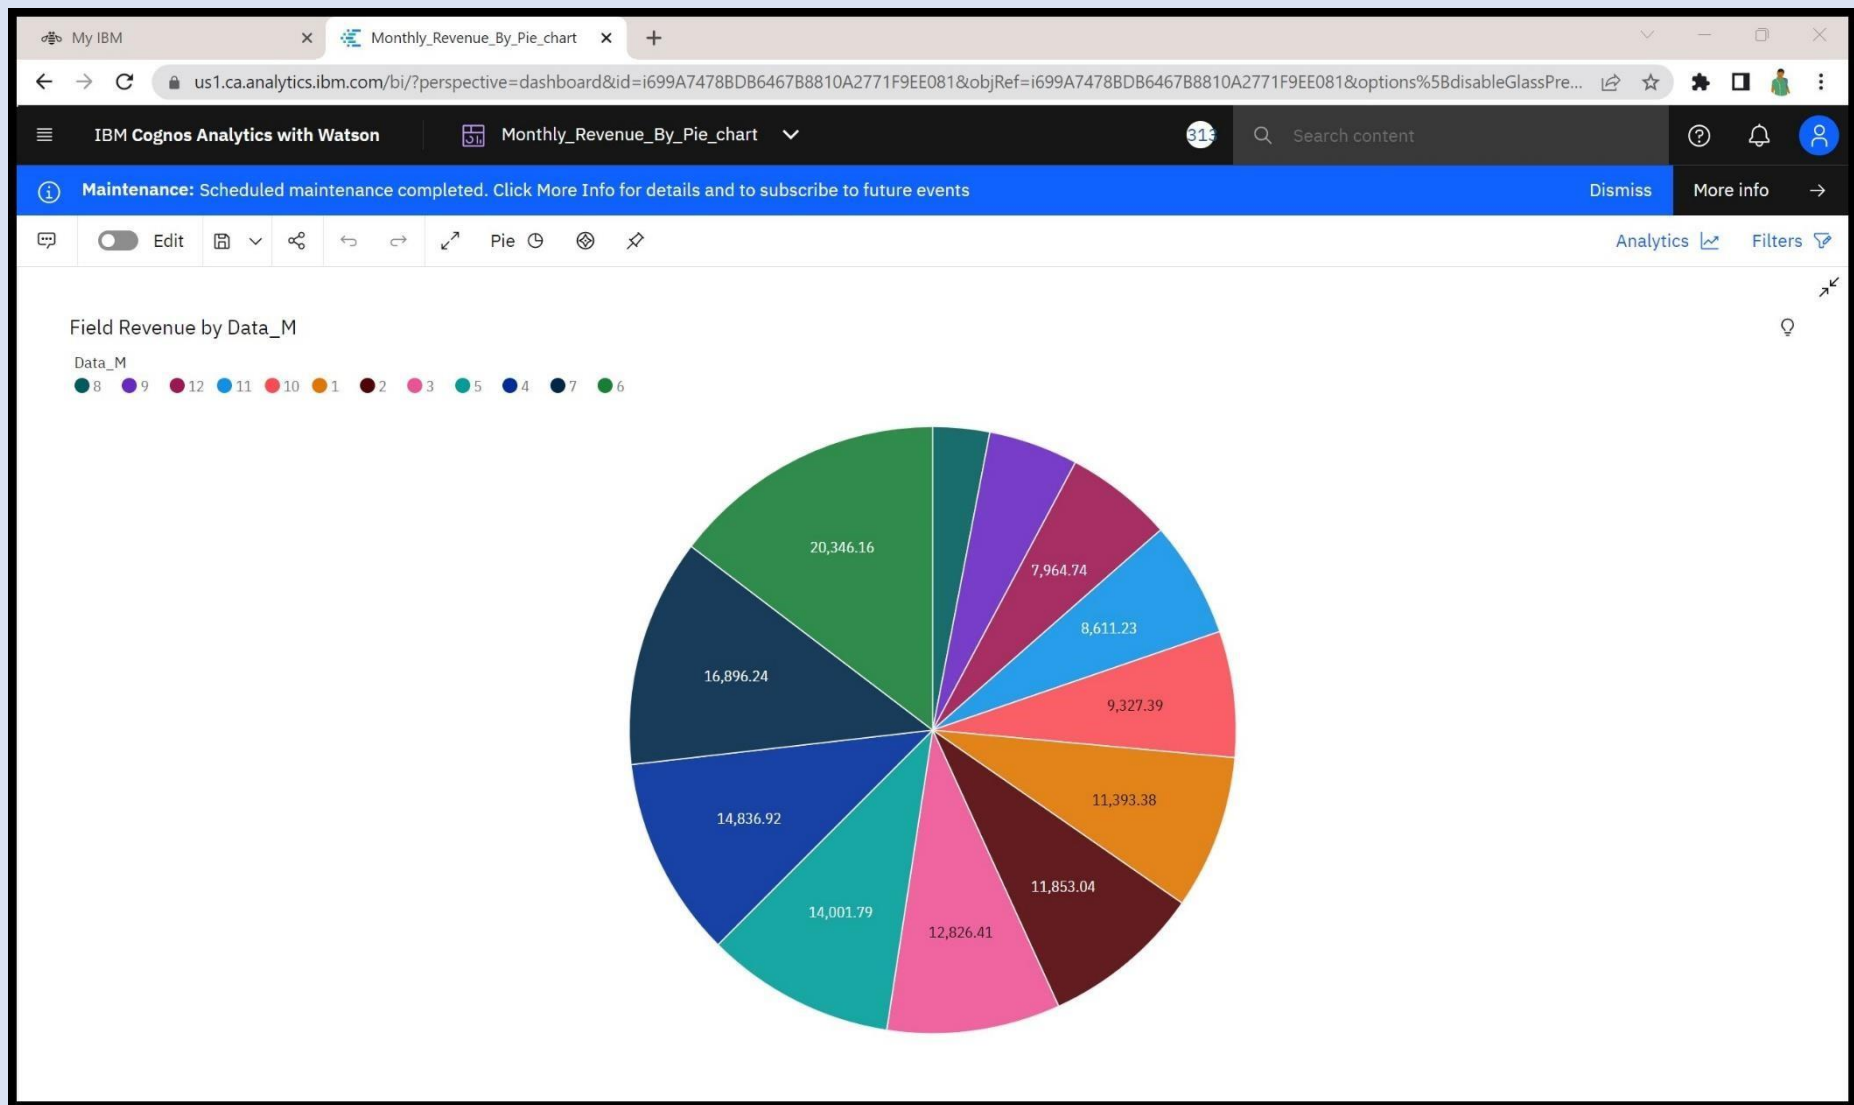 My IBM
Monthly_Revenue_By_Pie_chart
us1.ca.analytics.ibm.com/bi/?perspective=dashboard&id=i699A7478BDB6467B8810A2771F9EE081&objRef=i699A7478BDB6467B8810A2771F9EE081&options%5BdisableGlassPre...
IBM Cognos Analytics with Watson
Monthly_Revenue_By_Pie_chart
313
Search content
Maintenance: Scheduled maintenance completed. Click More Info for details and to subscribe to future events
Dismiss
More info
Edit
Pie
Analytics
Filters
Field Revenue by Data_M
Data_M
8 9 12 11 10 1 2 3 5 4 7 6
20,346.16
7,964.74
8,611.23
16,896.24
9,327.39
11,393.38
14,836.92
11,853.04
14,001.79
12,826.41